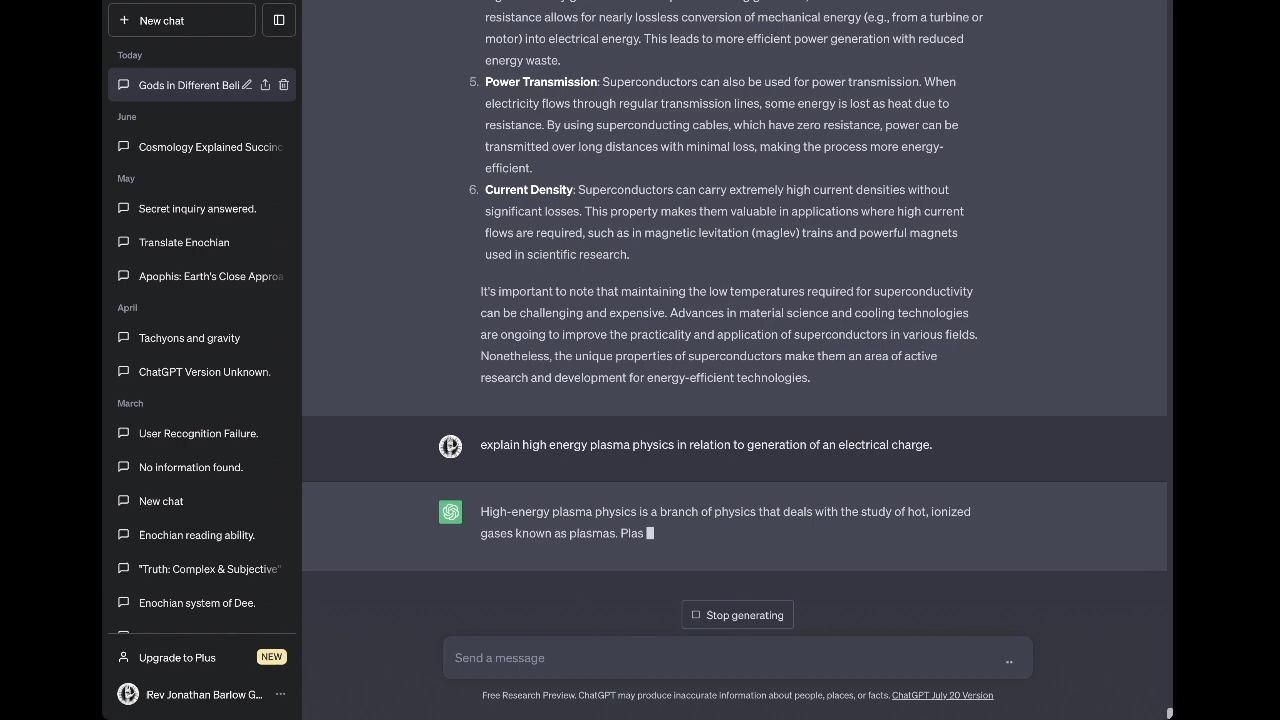 New chat
Today
Gods in Different Beli
June
Cosmology Explained Succinc
May
Secret inquiry answered.
Translate Enochian
Apophis: Earth's Close Approa
April
Tachyons and gravity
ChatGPT Version Unknown.
March
User Recognition Failure.
No information found.
New chat
Enochian reading ability.
"Truth: Complex & Subjective"
Enochian system of Dee.
Upgrade to Plus NEW
Rev Jonathan Barlow G...
resistance allows for nearly lossless conversion of mechanical energy (e.g., from a turbine or
motor) into electrical energy. This leads to more efficient power generation with reduced
energy waste.
5. Power Transmission: Superconductors can also be used for power transmission. When
electricity flows through regular transmission lines, some energy is lost as heat due to
resistance. By using superconducting cables, which have zero resistance, power can be
transmitted over long distances with minimal loss, making the process more energy-
efficient.
6. Current Density: Superconductors can carry extremely high current densities without
significant losses. This property makes them valuable in applications where high current
flows are required, such as in magnetic levitation (maglev) trains and powerful magnets
used in scientific research.
It's important to note that maintaining the low temperatures required for superconductivity
can be challenging and expensive. Advances in material science and cooling technologies
are ongoing to improve the practicality and application of superconductors in various fields.
Nonetheless, the unique properties of superconductors make them an area of active
research and development for energy-efficient technologies.
explain high energy plasma physics in relation to generation of an electrical charge.
High-energy plasma physics is a branch of physics that deals with the study of hot, ionized
gases known as plasmas. Plas
Stop generating
Send a message
Free Research Preview. ChatGPT may produce inaccurate information about people, places, or facts. ChatGPT July 20 Version